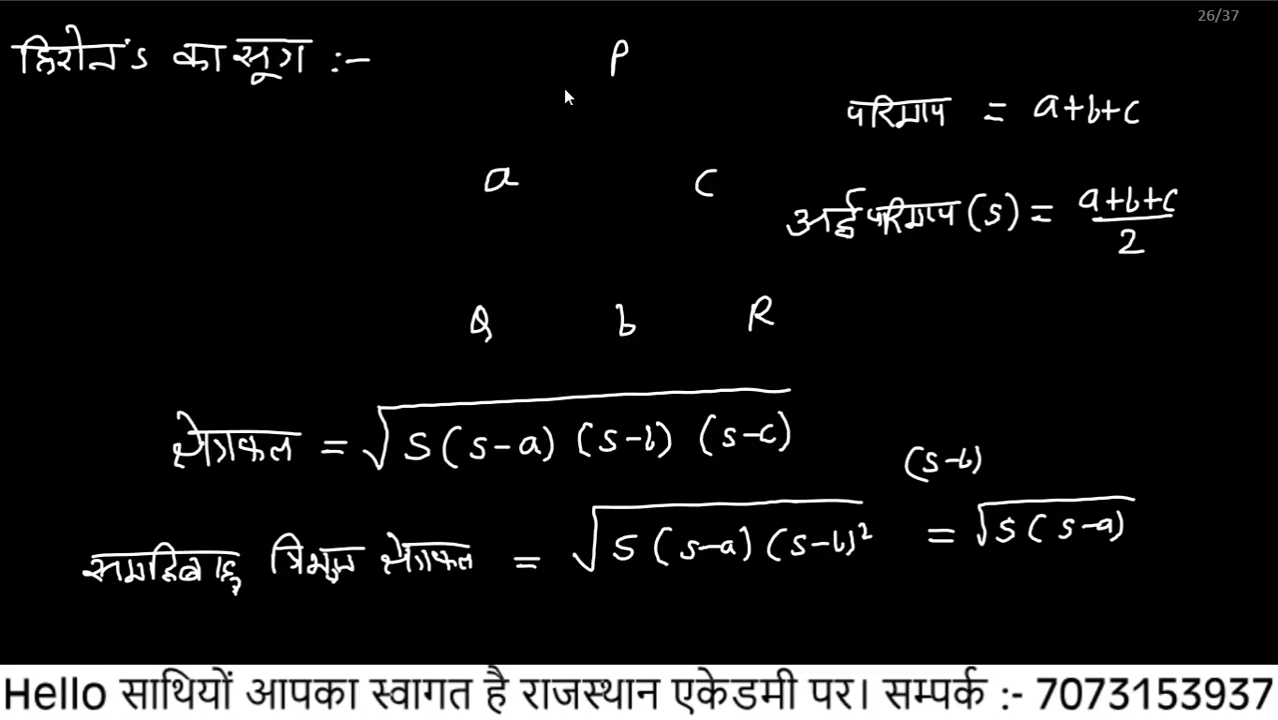 26/37
हिरोन's का सूत्र :-
P
परिमाप = a+b+c
a c
अर्द्धपरिमाप (s) = a+b+c / 2
Q b R
क्षेत्रफल = √S(s-a) (s-b) (s-c)
(s-b)
समद्विबाहु त्रिभुज क्षेत्रफल = √S(s-a)(s-b)² = √S(s-a)
Hello साथियों आपका स्वागत है राजस्थान एकेडमी पर। सम्पर्क :- 7073153937